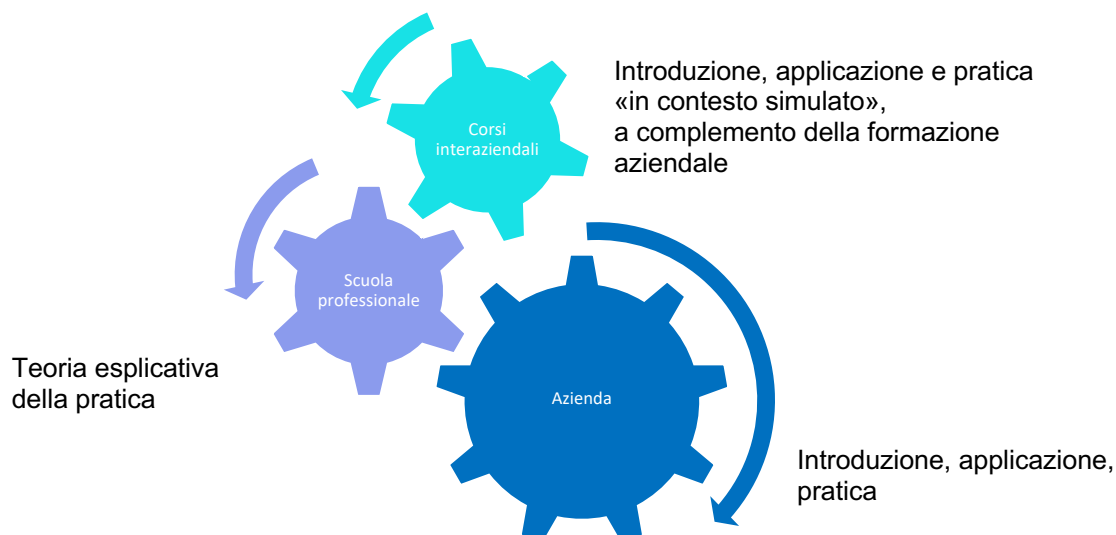 Introduzione, applicazione e pratica
«in contesto simulato»,
a complemento della formazione
aziendale
Corsi
interaziendali
Scuola
professionale
Teoria esplicativa
della pratica
Azienda
Introduzione, applicazione,
pratica